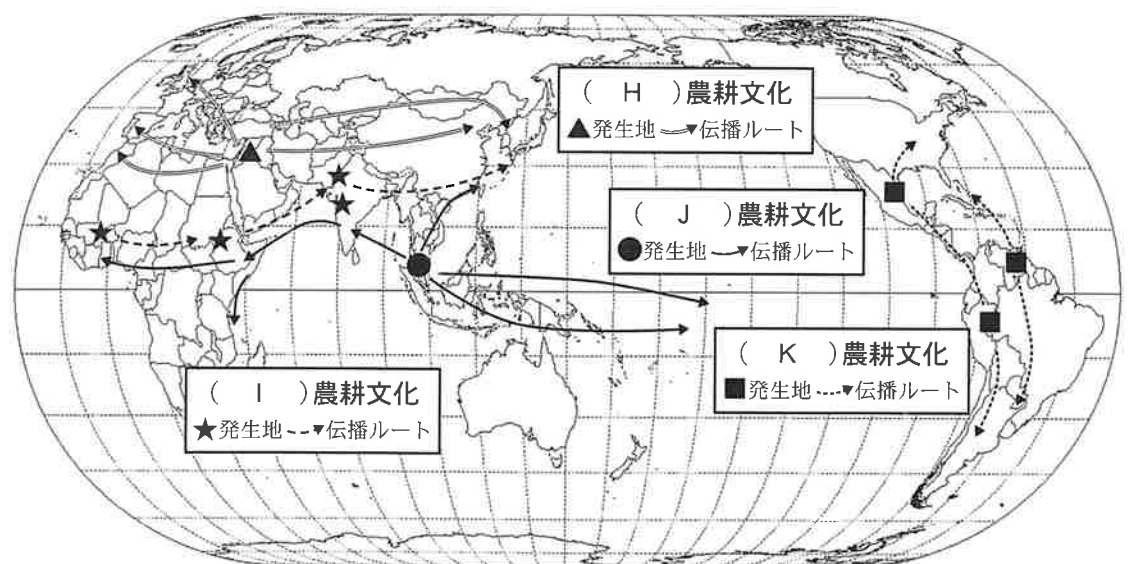 ( H )農耕文化
▲発生地 ⟹伝播ルート
( J )農耕文化
●発生地 →伝播ルート
( K )農耕文化
■発生地 ┄▸伝播ルート
( I )農耕文化
★発生地 --▸伝播ルート